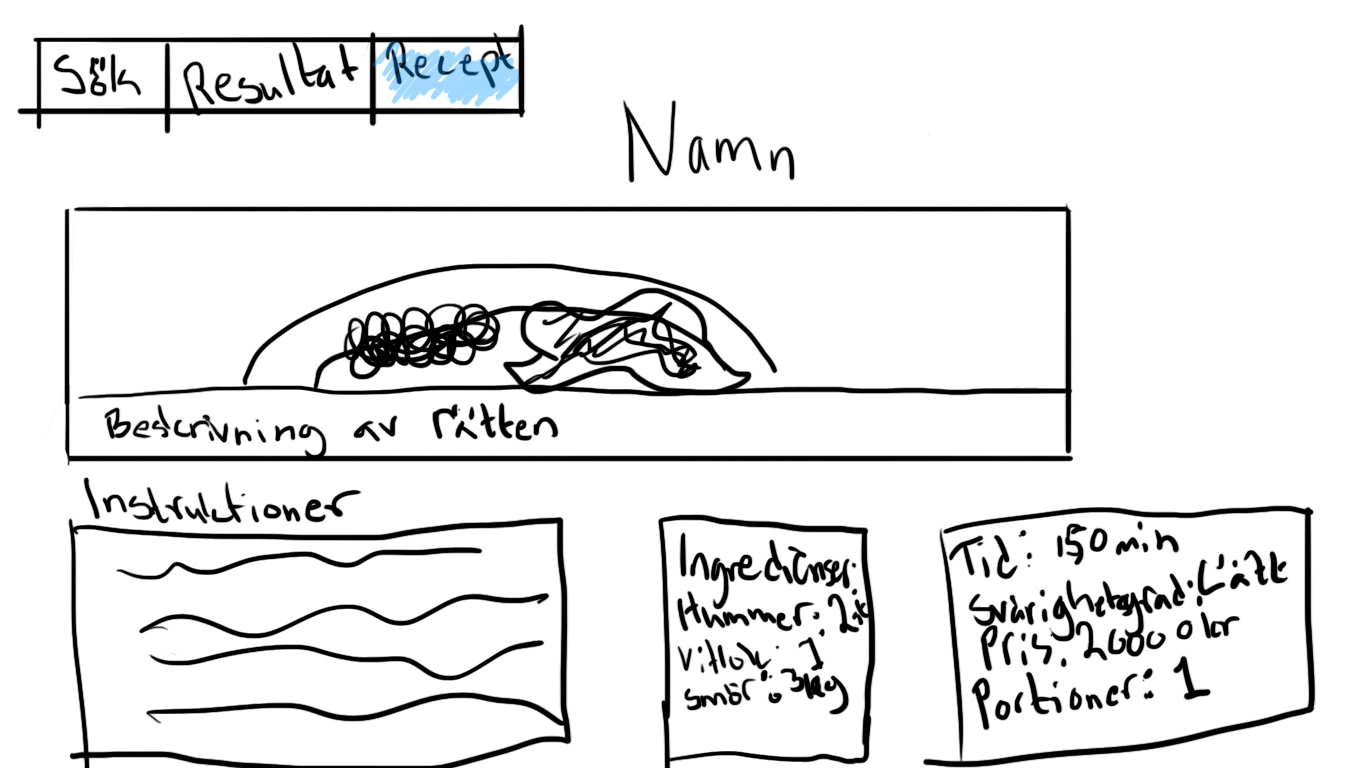 Sök
Resultat
Recept
Namn
Beskrivning av rätten
Instruktioner
Ingredienser:
Hummer: 2st
Vitlök: 1
smör: 3kg
Tid: 150 min
svårighetsgrad: Lätt
Pris: 20000 kr
Portioner: 1